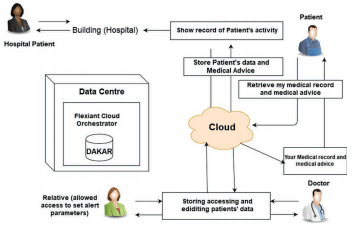 Hospital Patient
Building (Hospital)
Show record of Patient's activity
Patient
Store Patient's data and
Medical Advice
Retrieve my medical record
and medical advice
Data Centre
Flexiant Cloud
Orchestrator
DAKAR
Cloud
Your Medical record and
medical advice
Doctor
Relative (allowed
access to set alert
parameters)
Storing accessing and
edidting patients' data